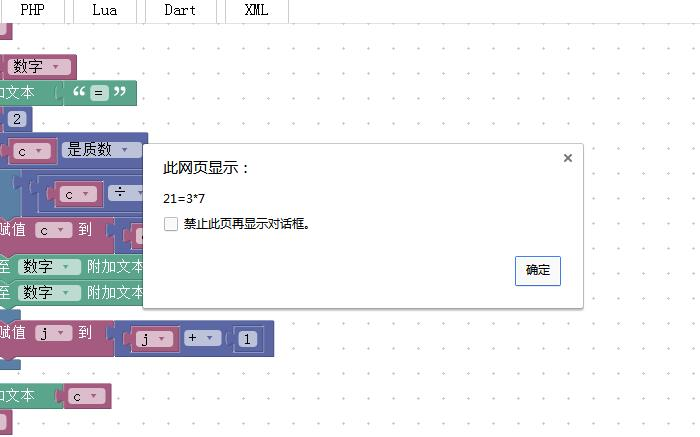 PHP Lua Dart XML
数字
加文本 “ = ”
2
c 是质数
此网页显示：
×
21=3*7
c ÷
禁止此页再显示对话框。
赋值 c 到
至 数字 附加文本
确定
至 数字 附加文本
赋值 j 到 j + 1
加文本 c